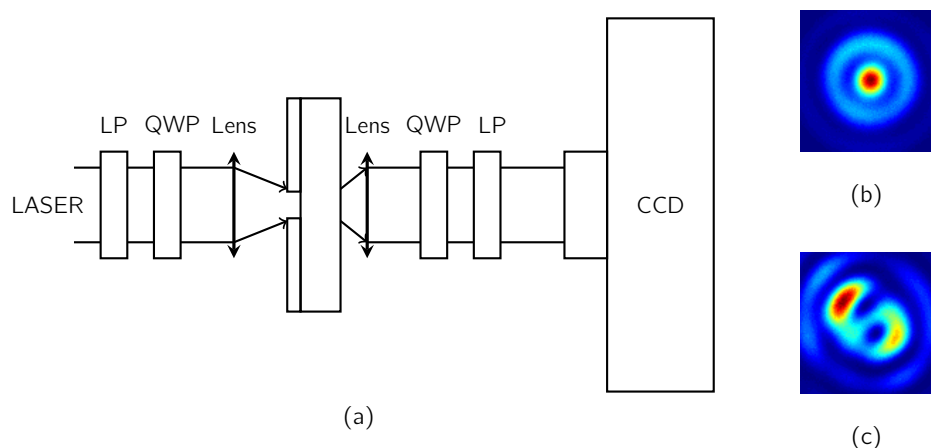 LP QWP Lens Lens QWP LP
LASER CCD
(a)
(b)
(c)